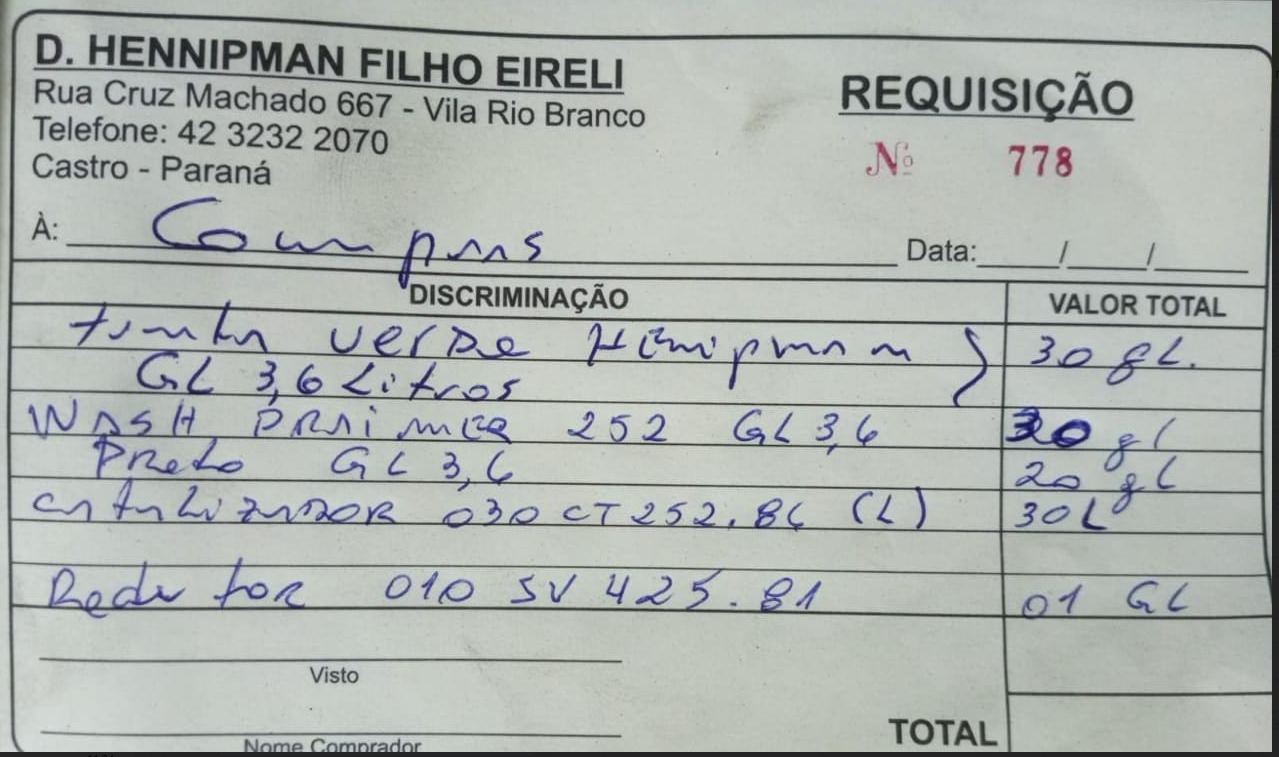 D. HENNIPMAN FILHO EIRELI
Rua Cruz Machado 667 - Vila Rio Branco
Telefone: 42 3232 2070
Castro - Paraná
REQUISIÇÃO
Nº 778
À: Compras
Data: / /
DISCRIMINAÇÃO VALOR TOTAL
tinta verde Hennipman } 30 gL.
GL 3,6 Litros
WASH PRAIMER 252 GL 3,6 30 gl
Preto GL 3,6 20 gL
catalizador 030 CT 252.86 (L) 30L
Redutor 010 SV 425.81 01 GL
Visto
TOTAL
Nome Comprador